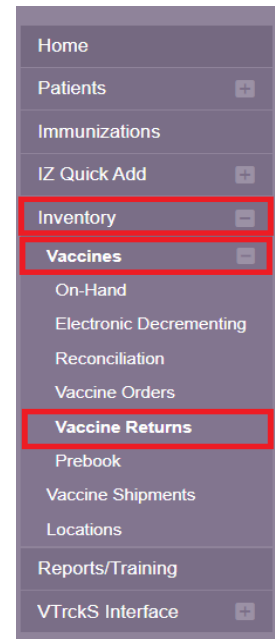 Home
Patients
Immunizations
IZ Quick Add
Inventory
Vaccines
On-Hand
Electronic Decrementing
Reconciliation
Vaccine Orders
Vaccine Returns
Prebook
Vaccine Shipments
Locations
Reports/Training
VTrckS Interface